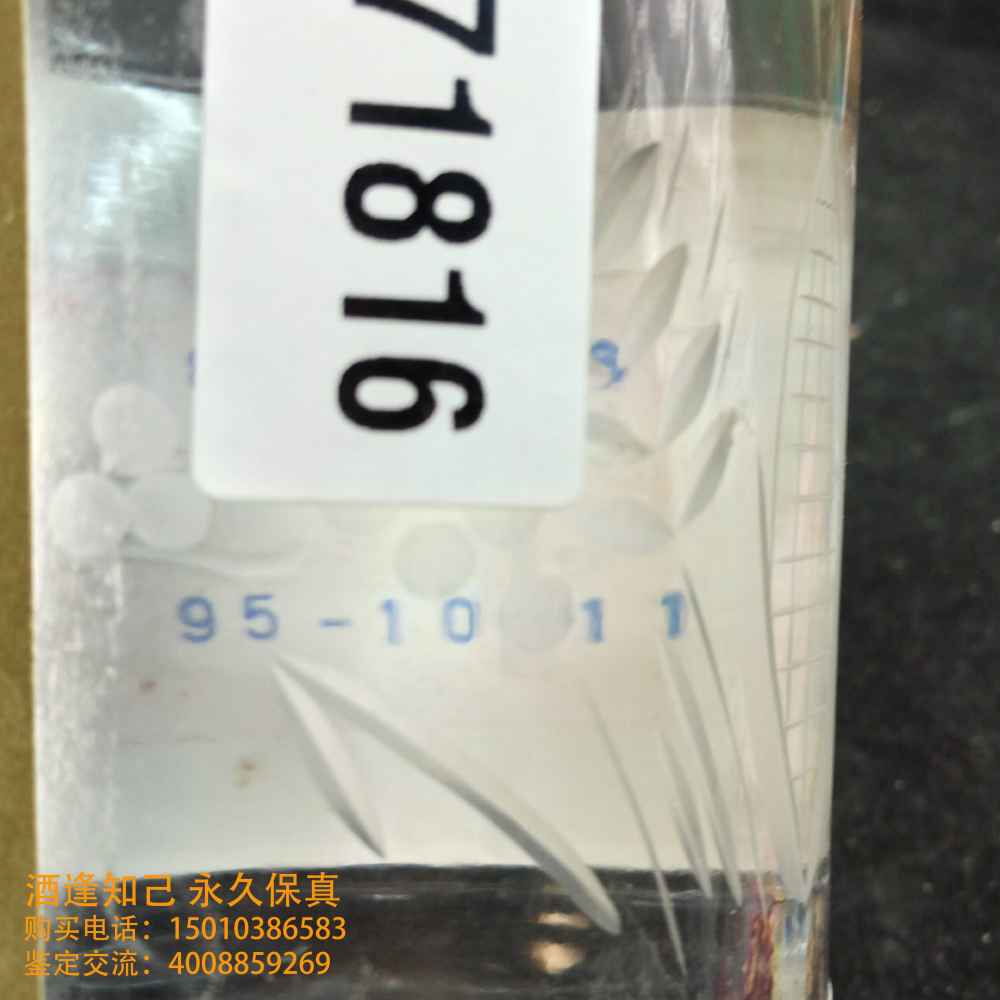 71816
95-10 11
酒逢知己 永久保真
购买电话：15010386583
鉴定交流：4008859269